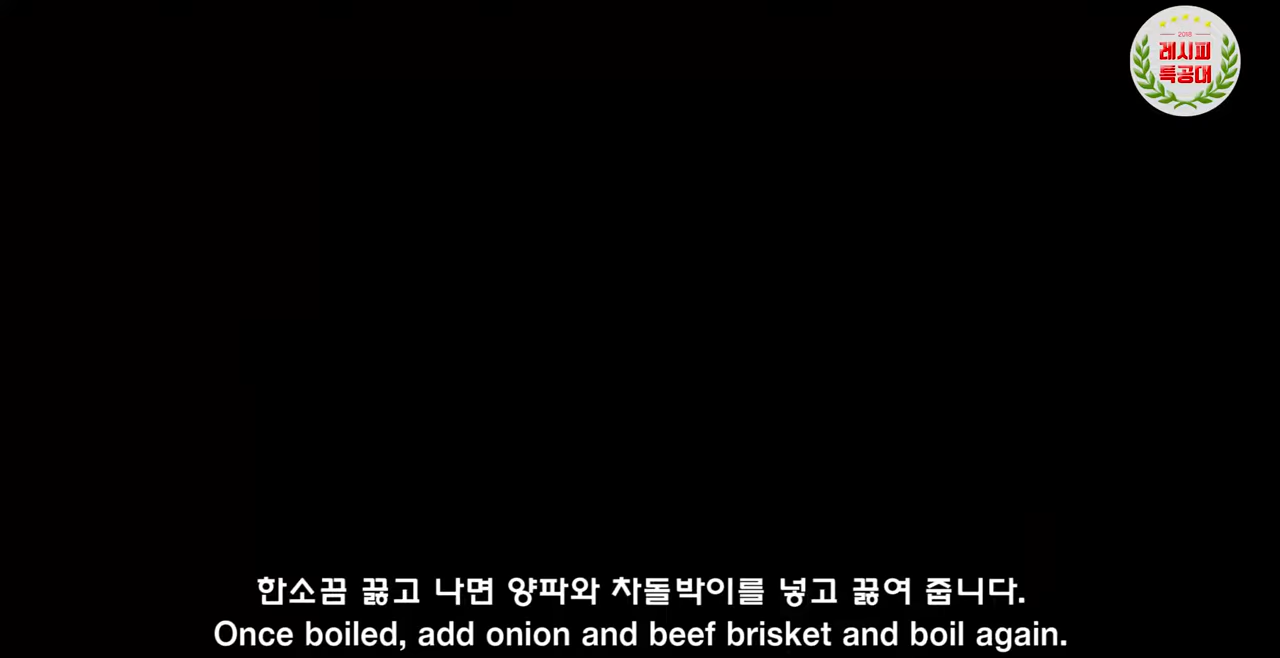 2018
레시피
특공대
한소끔 끓고 나면 양파와 차돌박이를 넣고 끓여 줍니다.
Once boiled, add onion and beef brisket and boil again.